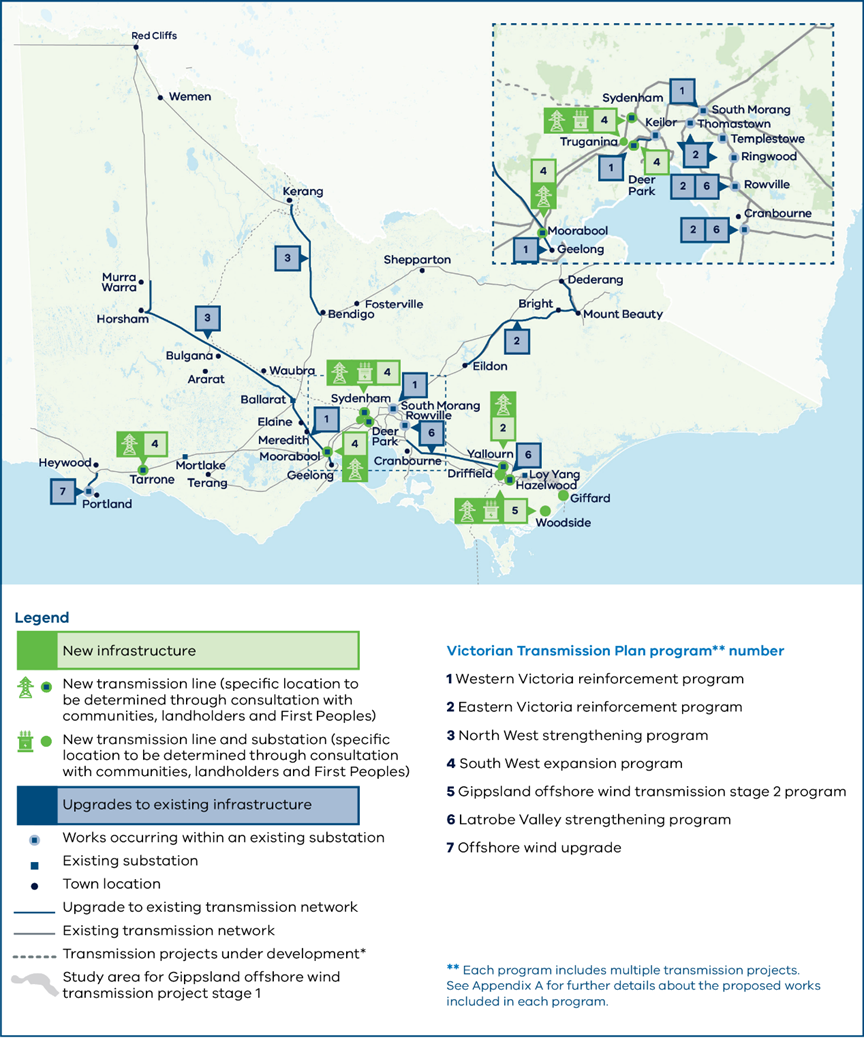 Red Cliffs
Wemen
Kerang
3
Shepparton
Fosterville
Bendigo
Murra
Warra
Horsham
3
Bulgana
Ararat
Waubra
Ballarat
Elaine
Meredith
Moorabool
Geelong
1
4
Sydenham
4
1
South Morang
Rowville
6
Deer
Park
Cranbourne
Dederang
Bright
Mount Beauty
2
Eildon
2
Yallourn
6
Driffield
Loy Yang
Hazelwood
Giffard
5
Woodside
4
Tarrone
Heywood
7
Portland
Mortlake
Terang
1
Sydenham
South Morang
4
Keilor
Thomastown
Truganina
Templestowe
2
Ringwood
1
4
Deer
Park
2
6
Rowville
4
Cranbourne
2
6
Moorabool
1
Geelong
Legend
New infrastructure
New transmission line (specific location to
be determined through consultation with
communities, landholders and First Peoples)
New transmission line and substation (specific
location to be determined through consultation
with communities, landholders and First Peoples)
Upgrades to existing infrastructure
Works occurring within an existing substation
Existing substation
Town location
Upgrade to existing transmission network
Existing transmission network
Transmission projects under development*
Study area for Gippsland offshore wind
transmission project stage 1
Victorian Transmission Plan program** number
1 Western Victoria reinforcement program
2 Eastern Victoria reinforcement program
3 North West strengthening program
4 South West expansion program
5 Gippsland offshore wind transmission stage 2 program
6 Latrobe Valley strengthening program
7 Offshore wind upgrade
** Each program includes multiple transmission projects.
See Appendix A for further details about the proposed works
included in each program.